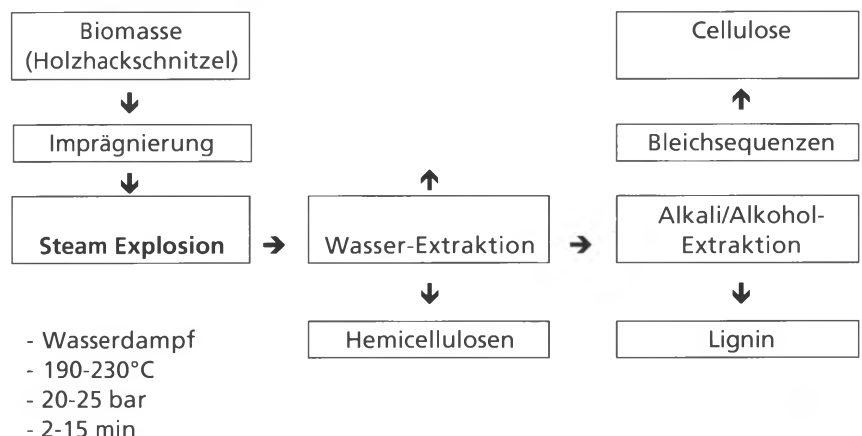 Biomasse
(Holzhackschnitzel)
Imprägnierung
Steam Explosion
- Wasserdampf
- 190-230°C
- 20-25 bar
- 2-15 min
Wasser-Extraktion
Hemicellulosen
Cellulose
Bleichsequenzen
Alkali/Alkohol-
Extraktion
Lignin